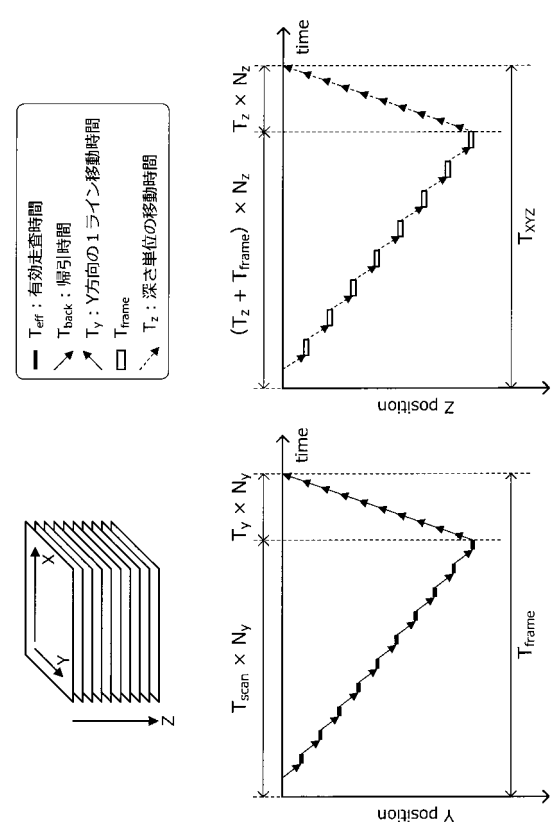 X
Y
Z
T_eff：有効走査時間
T_back：帰引時間
T_y：Y方向の１ライン移動時間
T_frame
T_z：深さ単位の移動時間
T_scan × N_y
T_y × N_y
time
Y position
T_frame
(T_z + T_frame) × N_z
T_z × N_z
time
Z position
T_XYZ